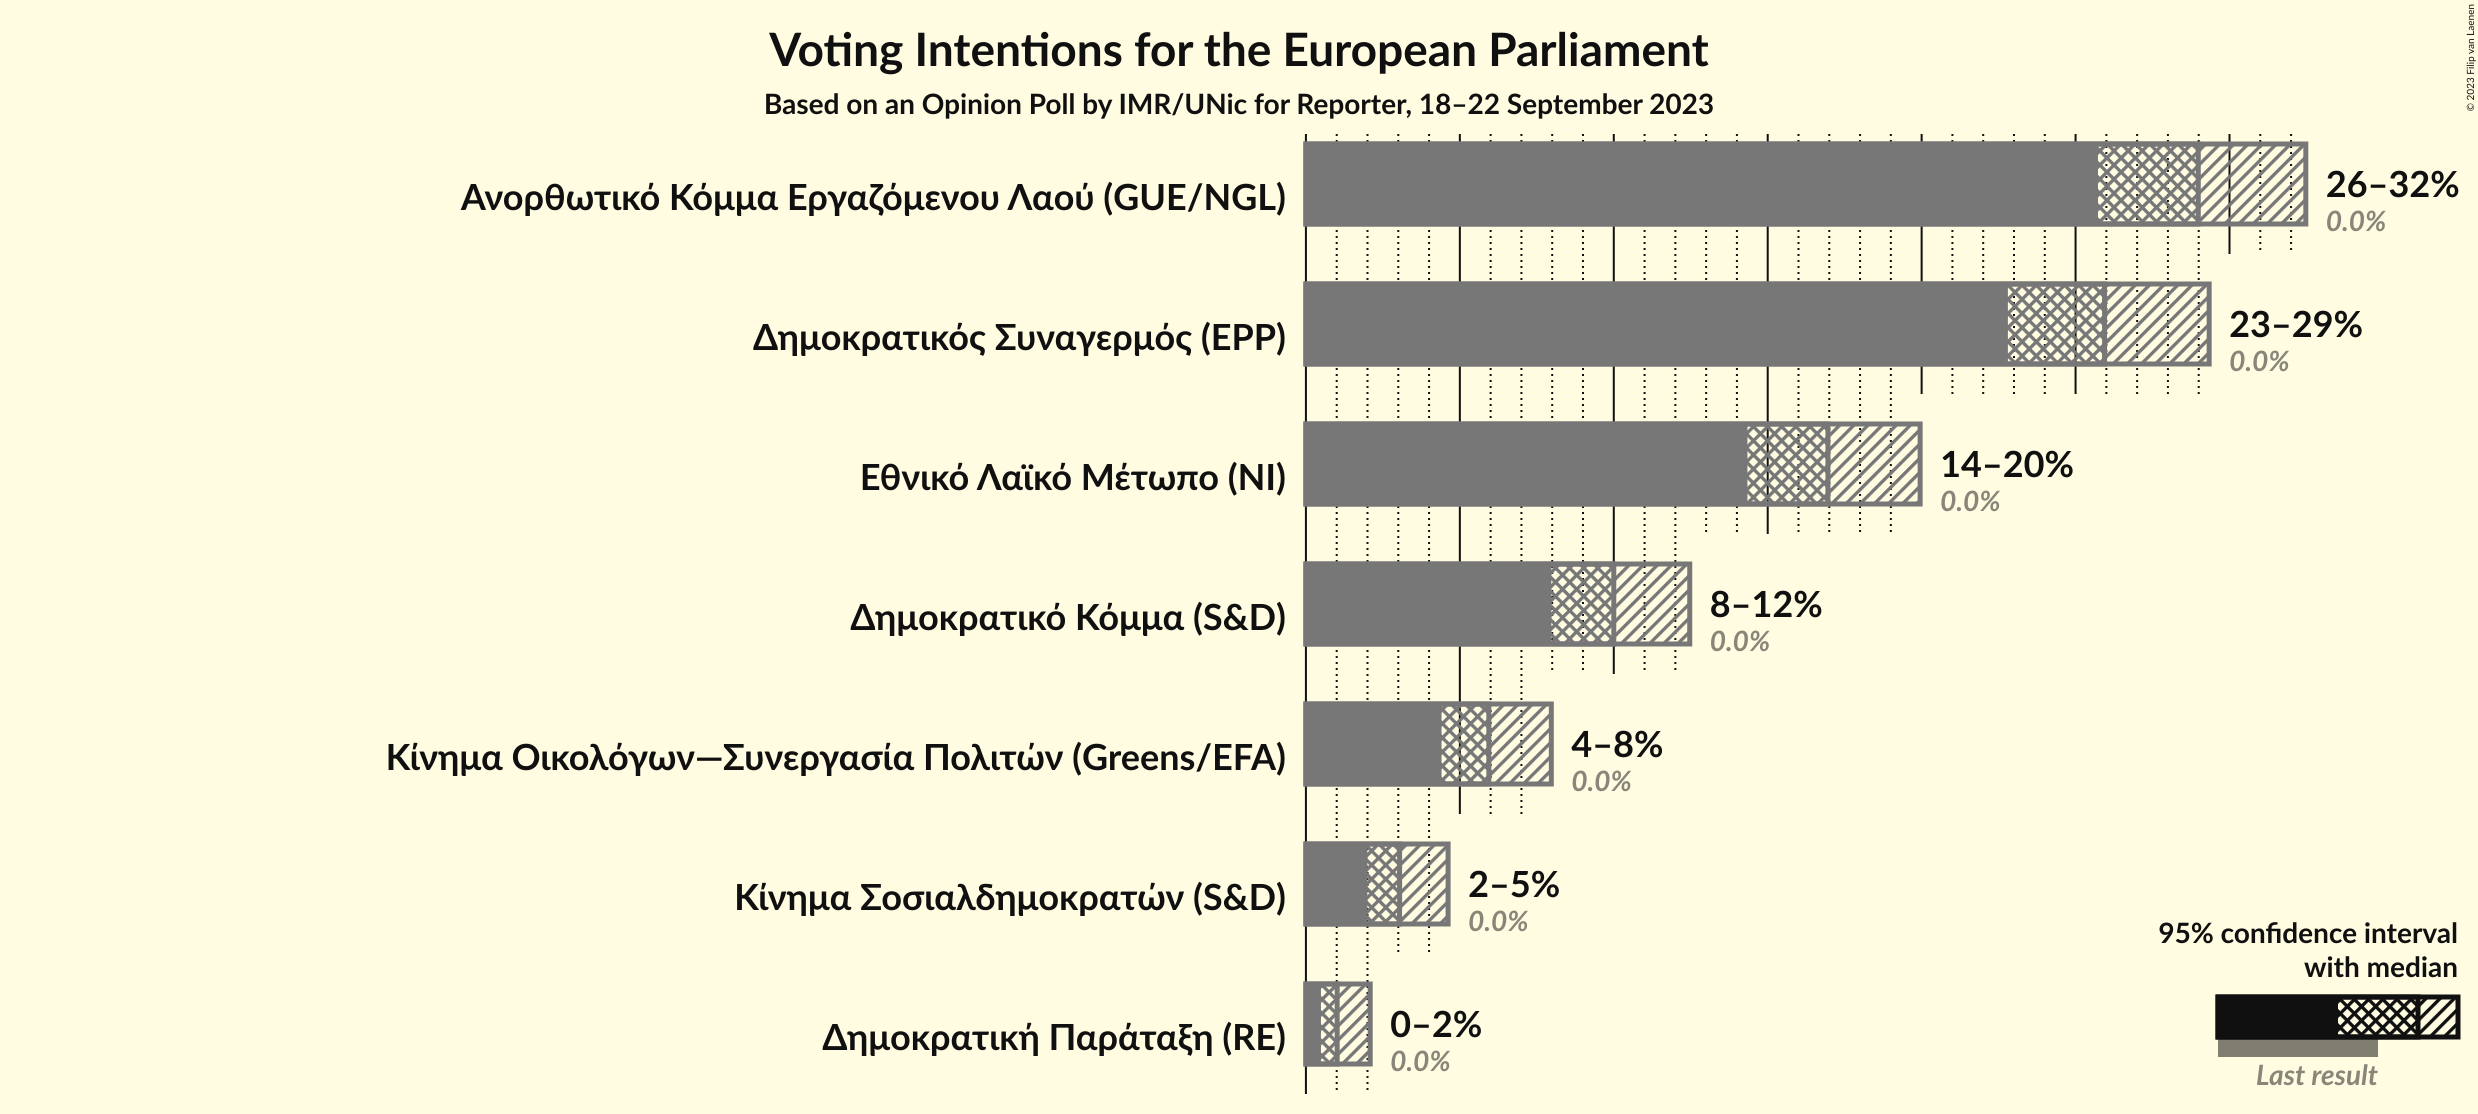 Voting Intentions for the European Parliament
Based on an Opinion Poll by IMR/UNic for Reporter, 18–22 September 2023
© 2023 Filip van Laenen
Ανορθωτικό Κόμμα Εργαζόμενου Λαού (GUE/NGL)
26–32%
0.0%
Δημοκρατικός Συναγερμός (EPP)
23–29%
0.0%
Εθνικό Λαϊκό Μέτωπο (NI)
14–20%
0.0%
Δημοκρατικό Κόμμα (S&D)
8–12%
0.0%
Κίνημα Οικολόγων—Συνεργασία Πολιτών (Greens/EFA)
4–8%
0.0%
Κίνημα Σοσιαλδημοκρατών (S&D)
2–5%
0.0%
Δημοκρατική Παράταξη (RE)
0–2%
0.0%
95% confidence interval
with median
Last result